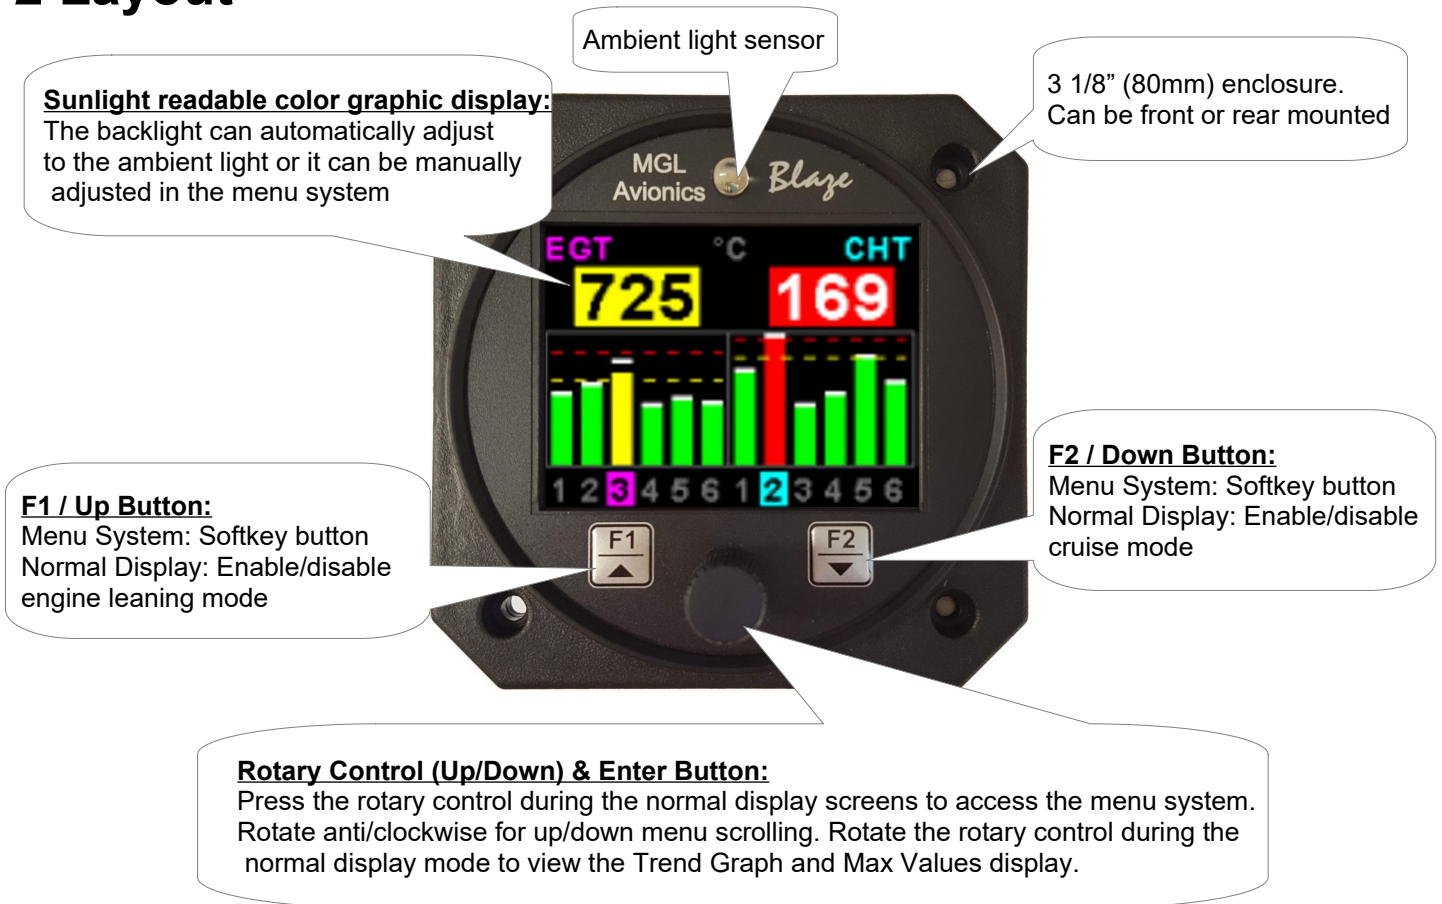 2 Layout
Ambient light sensor
3 1/8” (80mm) enclosure.
Can be front or rear mounted
Sunlight readable color graphic display:
The backlight can automatically adjust
to the ambient light or it can be manually
adjusted in the menu system
MGL
Avionics
Blaze
EGT °C CHT
725 169
1 2 3 4 5 6 1 2 3 4 5 6
F1
F2
F1 / Up Button:
Menu System: Softkey button
Normal Display: Enable/disable
engine leaning mode
F2 / Down Button:
Menu System: Softkey button
Normal Display: Enable/disable
cruise mode
Rotary Control (Up/Down) & Enter Button:
Press the rotary control during the normal display screens to access the menu system.
Rotate anti/clockwise for up/down menu scrolling. Rotate the rotary control during the
normal display mode to view the Trend Graph and Max Values display.